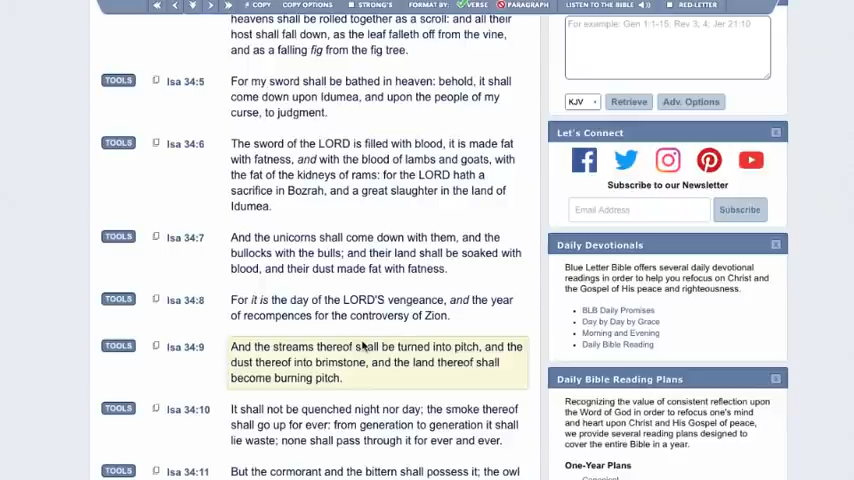 COPY COPY OPTIONS STRONG'S FORMAT BY: VERSE PARAGRAPH LISTEN TO THE BIBLE RED-LETTER
heavens shall be rolled together as a scroll: and all their
host shall fall down, as the leaf falleth off from the vine,
and as a falling fig from the fig tree.
TOOLS Isa 34:5 For my sword shall be bathed in heaven: behold, it shall
come down upon Idumea, and upon the people of my
curse, to judgment.
TOOLS Isa 34:6 The sword of the LORD is filled with blood, it is made fat
with fatness, and with the blood of lambs and goats, with
the fat of the kidneys of rams: for the LORD hath a
sacrifice in Bozrah, and a great slaughter in the land of
Idumea.
TOOLS Isa 34:7 And the unicorns shall come down with them, and the
bullocks with the bulls; and their land shall be soaked with
blood, and their dust made fat with fatness.
TOOLS Isa 34:8 For it is the day of the LORD'S vengeance, and the year
of recompences for the controversy of Zion.
TOOLS Isa 34:9 And the streams thereof shall be turned into pitch, and the
dust thereof into brimstone, and the land thereof shall
become burning pitch.
TOOLS Isa 34:10 It shall not be quenched night nor day; the smoke thereof
shall go up for ever: from generation to generation it shall
lie waste; none shall pass through it for ever and ever.
TOOLS Isa 34:11 But the cormorant and the bittern shall possess it; the owl
For example: Gen 1:1-15: Rev 3, 4: Jer 21:10
KJV Retrieve Adv. Options
Let's Connect
Subscribe to our Newsletter
Email Address Subscribe
Daily Devotionals
Blue Letter Bible offers several daily devotional
readings in order to help you refocus on Christ and
the Gospel of His peace and righteousness.
BLB Daily Promises
Day by Day by Grace
Morning and Evening
Daily Bible Reading
Daily Bible Reading Plans
Recognizing the value of consistent reflection upon
the Word of God in order to refocus one's mind
and heart upon Christ and His Gospel of peace,
we provide several reading plans designed to
cover the entire Bible in a year.
One-Year Plans